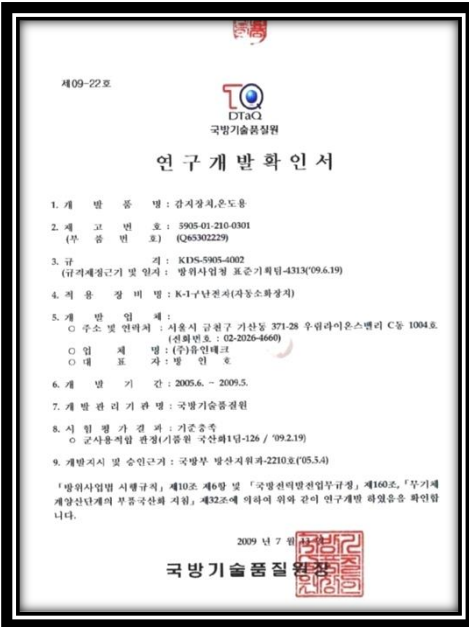 제09-22호
DTaQ
국방기술품질원
연 구 개 발 확 인 서
1. 개 발 품 명 : 감지장치,온도용
2. 재 고 번 호 : 5905-01-210-0301
(부 품 번 호) (Q65302229)
3. 규 격 : KDS-5905-4002
(규격제정근거 및 일자 : 방위사업청 표준기획팀-4313('09.6.19)
4. 적 용 장 비 명 : K-1구난전차(자동소화장치)
5. 개 발 업 체 :
○ 주소 및 연락처 : 서울시 금천구 가산동 371-28 우림라이온스밸리 C동 1004호
(전화번호 : 02-2026-4660)
○ 업 체 명 : (주)유인테크
○ 대 표 자 : 방 인 호
6. 개 발 기 간 : 2005.6. ~ 2009.5.
7. 개 발 관 리 기 관 명 : 국방기술품질원
8. 시 험 평 가 결 과 : 기준충족
○ 군사용적합 판정(기품원 국산화1팀-126 / '09.2.19)
9. 개발지시 및 승인근거 : 국방부 방산지원과-2210호('05.5.4)
「방위사업법 시행규칙」제10조 제6항 및 「국방전력발전업무규정」제160조,「무기체
계양산단계의 부품국산화 지침」제32조에 의하여 위와 같이 연구개발 하였음을 확인합
니다.
2009 년 7 월
국방기술품질원장